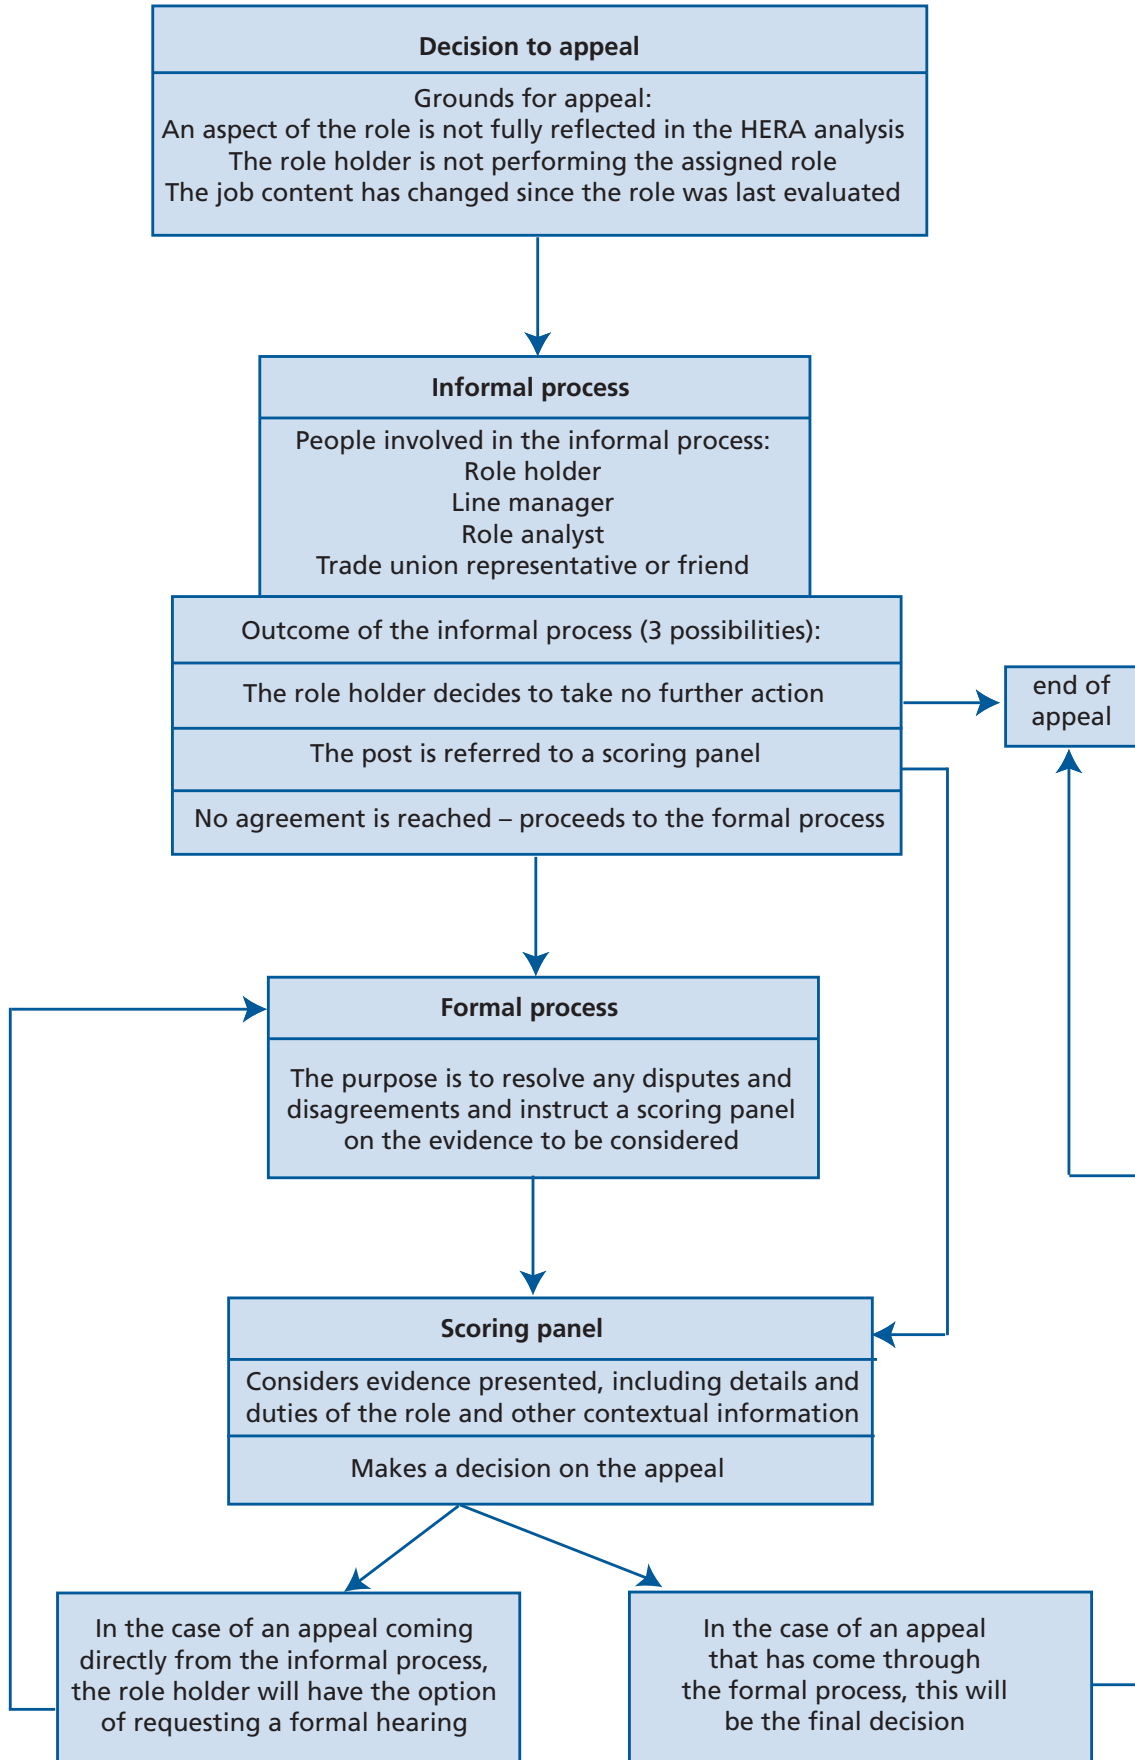 Decision to appeal
Grounds for appeal:
An aspect of the role is not fully reflected in the HERA analysis
The role holder is not performing the assigned role
The job content has changed since the role was last evaluated
Informal process
People involved in the informal process:
Role holder
Line manager
Role analyst
Trade union representative or friend
Outcome of the informal process (3 possibilities):
The role holder decides to take no further action
end of
appeal
The post is referred to a scoring panel
No agreement is reached – proceeds to the formal process
Formal process
The purpose is to resolve any disputes and
disagreements and instruct a scoring panel
on the evidence to be considered
Scoring panel
Considers evidence presented, including details and
duties of the role and other contextual information
Makes a decision on the appeal
In the case of an appeal coming
directly from the informal process,
the role holder will have the option
of requesting a formal hearing
In the case of an appeal
that has come through
the formal process, this will
be the final decision